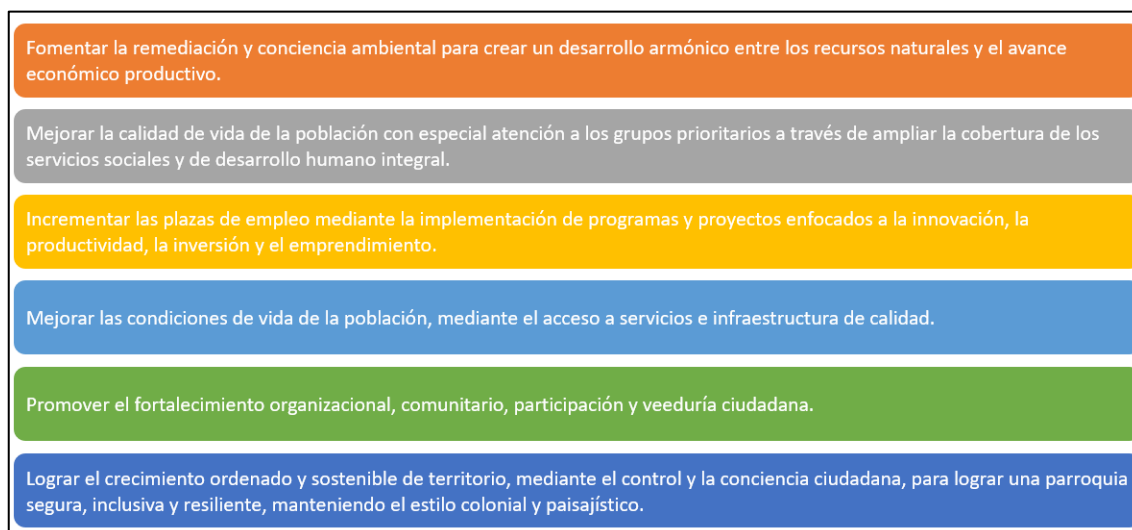 Fomentar la remediación y conciencia ambiental para crear un desarrollo armónico entre los recursos naturales y el avance
económico productivo.
Mejorar la calidad de vida de la población con especial atención a los grupos prioritarios a través de ampliar la cobertura de los
servicios sociales y de desarrollo humano integral.
Incrementar las plazas de empleo mediante la implementación de programas y proyectos enfocados a la innovación, la
productividad, la inversión y el emprendimiento.
Mejorar las condiciones de vida de la población, mediante el acceso a servicios e infraestructura de calidad.
Promover el fortalecimiento organizacional, comunitario, participación y veeduría ciudadana.
Lograr el crecimiento ordenado y sostenible de territorio, mediante el control y la conciencia ciudadana, para lograr una parroquia
segura, inclusiva y resiliente, manteniendo el estilo colonial y paisajístico.